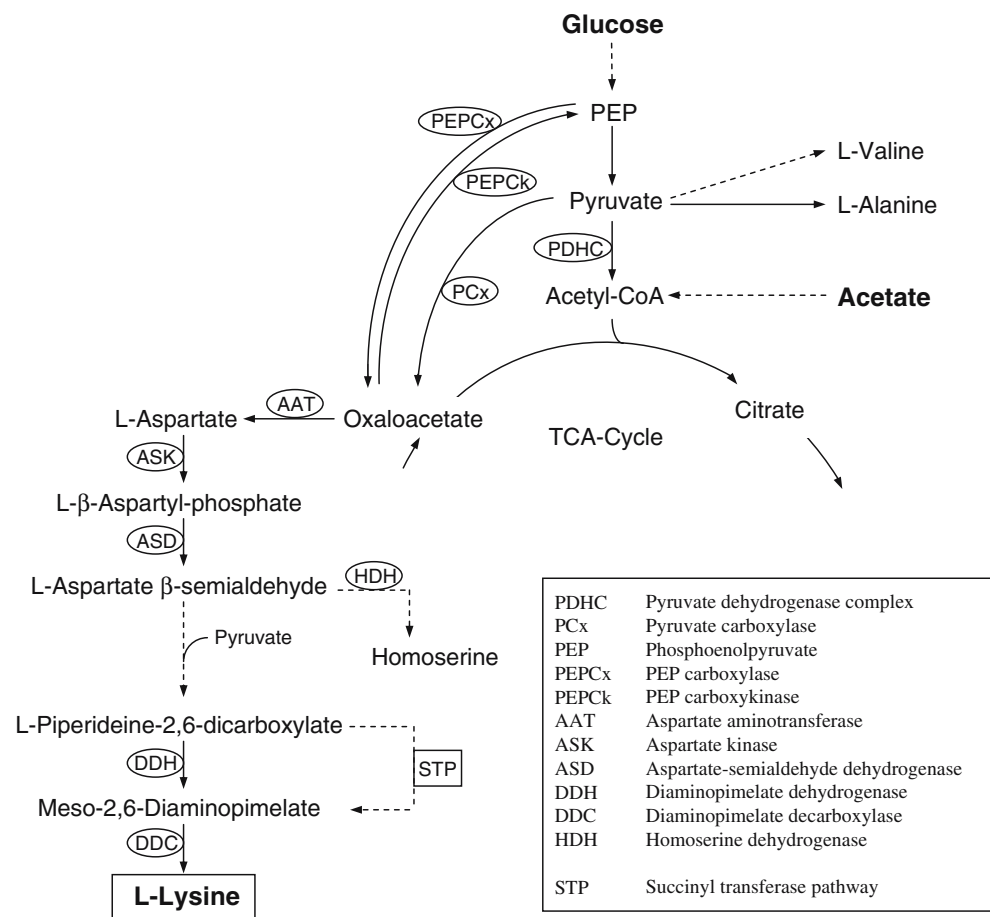 Glucose
PEPCx
PEP
L-Valine
PEPCk
Pyruvate
L-Alanine
PDHC
PCx
Acetyl-CoA
Acetate
AAT
L-Aspartate
Oxaloacetate
Citrate
TCA-Cycle
ASK
L-β-Aspartyl-phosphate
ASD
L-Aspartate β-semialdehyde
HDH
Pyruvate
Homoserine
L-Piperideine-2,6-dicarboxylate
DDH
STP
Meso-2,6-Diaminopimelate
DDC
L-Lysine
PDHC Pyruvate dehydrogenase complex
PCx Pyruvate carboxylase
PEP Phosphoenolpyruvate
PEPCx PEP carboxylase
PEPCk PEP carboxykinase
AAT Aspartate aminotransferase
ASK Aspartate kinase
ASD Aspartate-semialdehyde dehydrogenase
DDH Diaminopimelate dehydrogenase
DDC Diaminopimelate decarboxylase
HDH Homoserine dehydrogenase
STP Succinyl transferase pathway